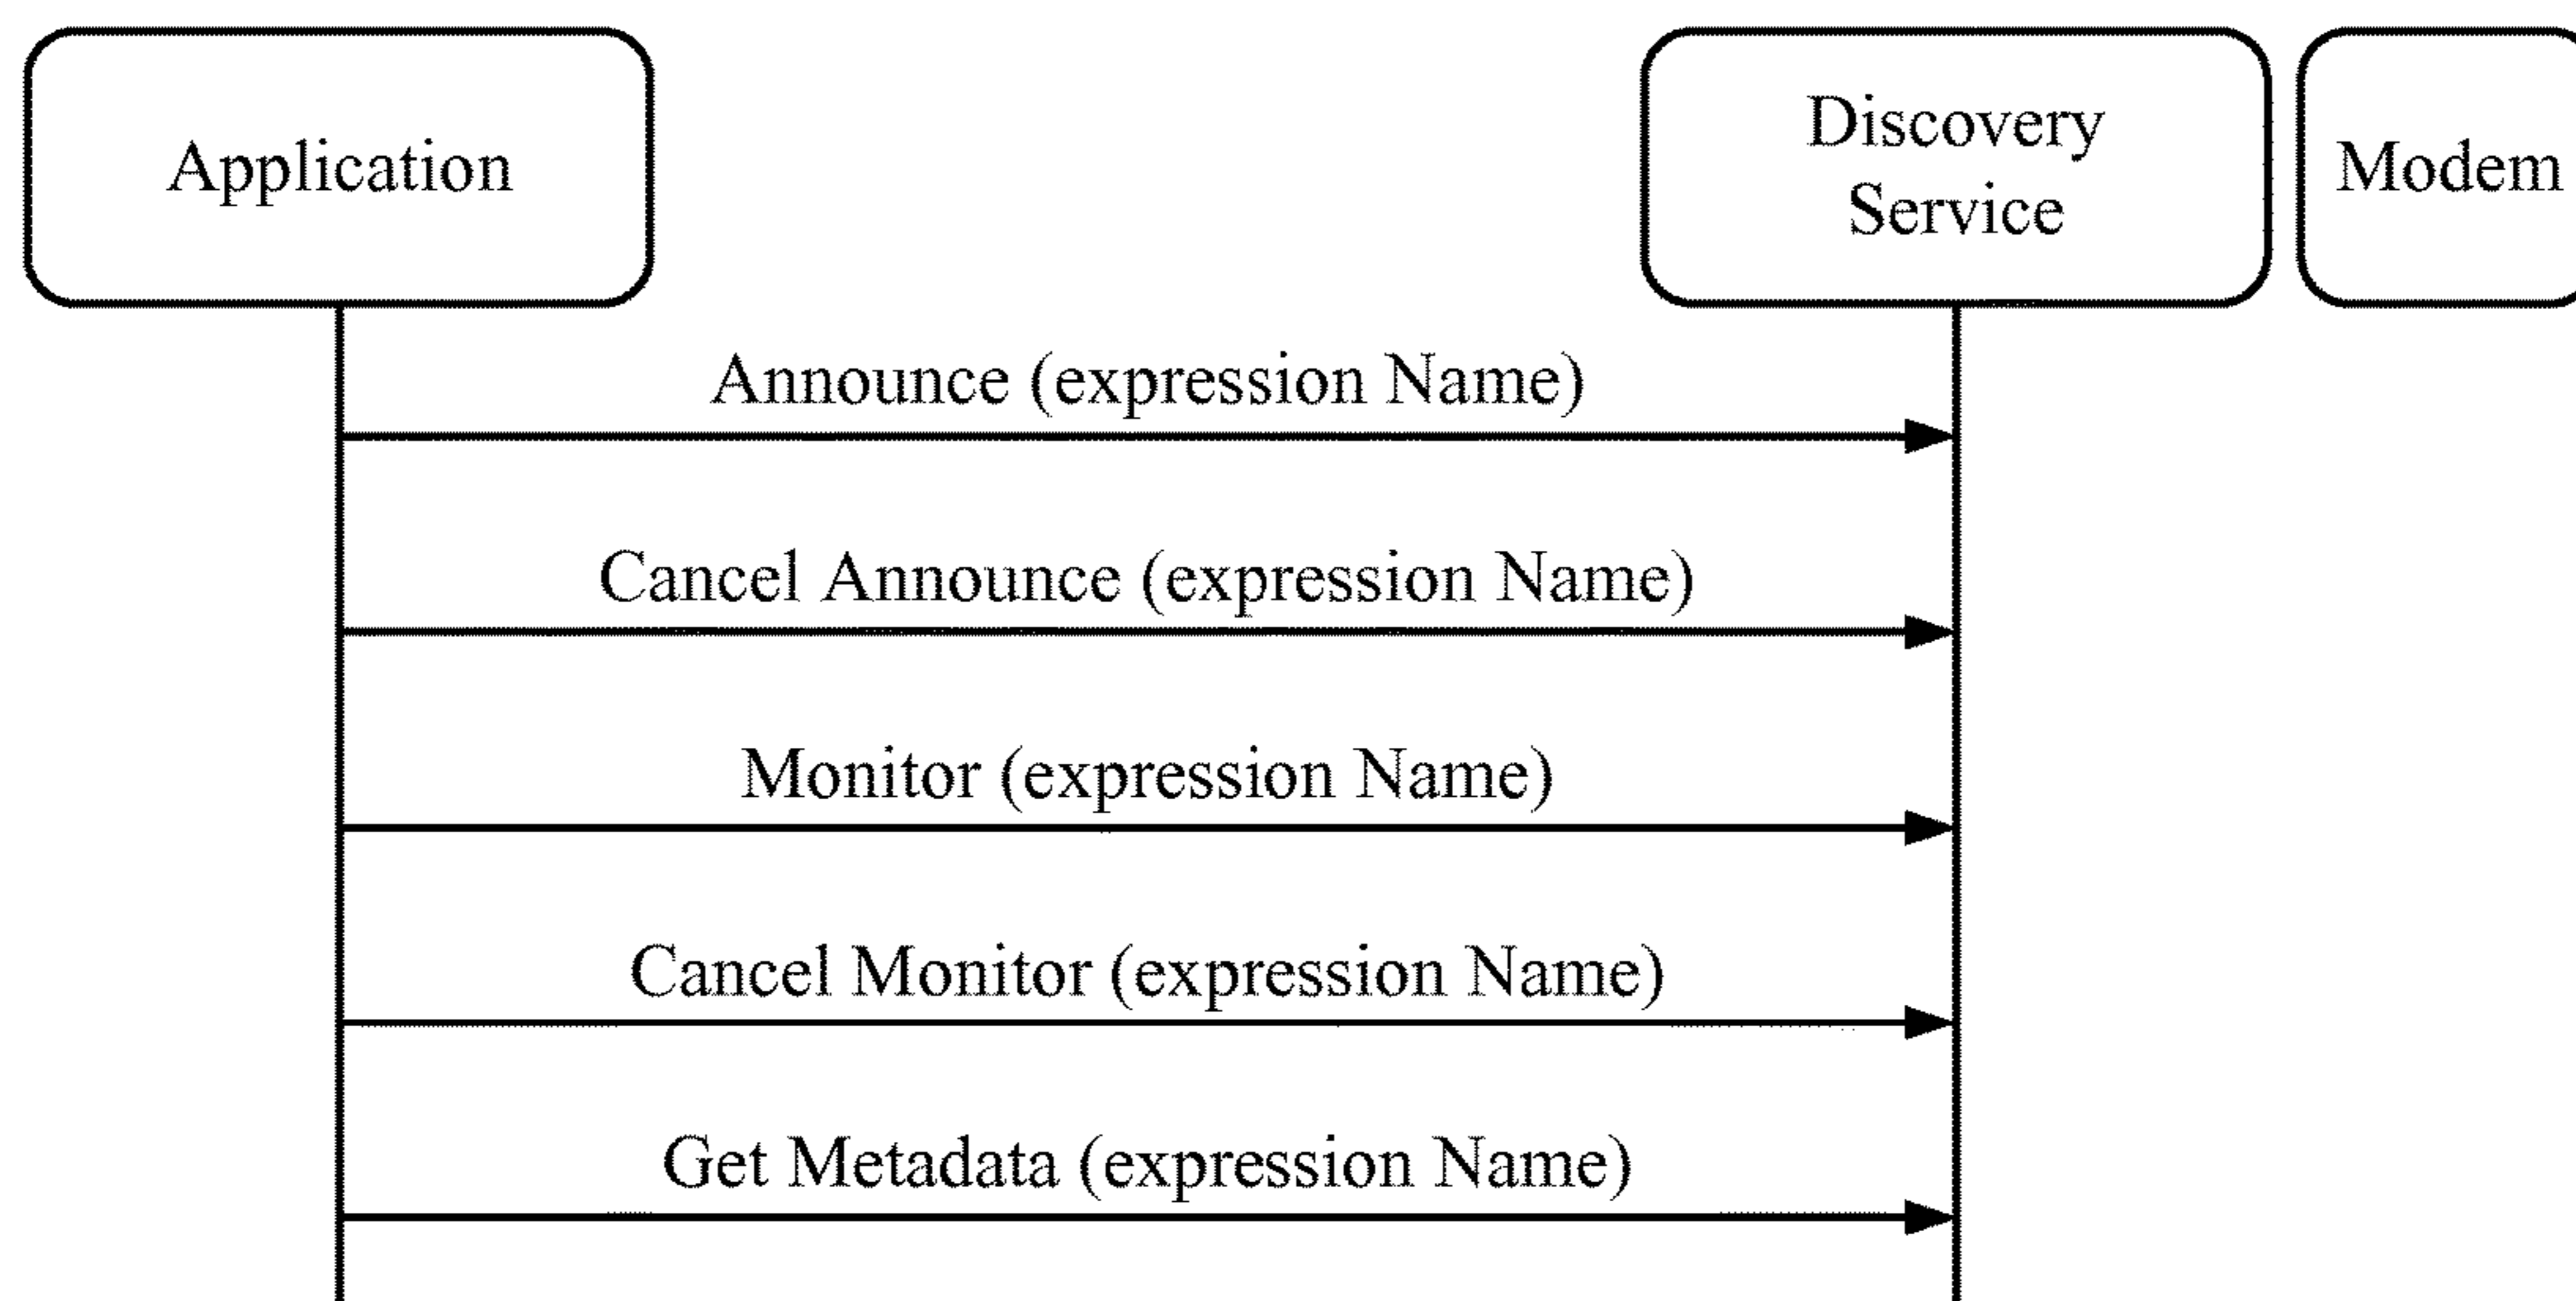 Application
Discovery
Service
Modem
Announce (expression Name)
Cancel Announce (expression Name)
Monitor (expression Name)
Cancel Monitor (expression Name)
Get Metadata (expression Name)